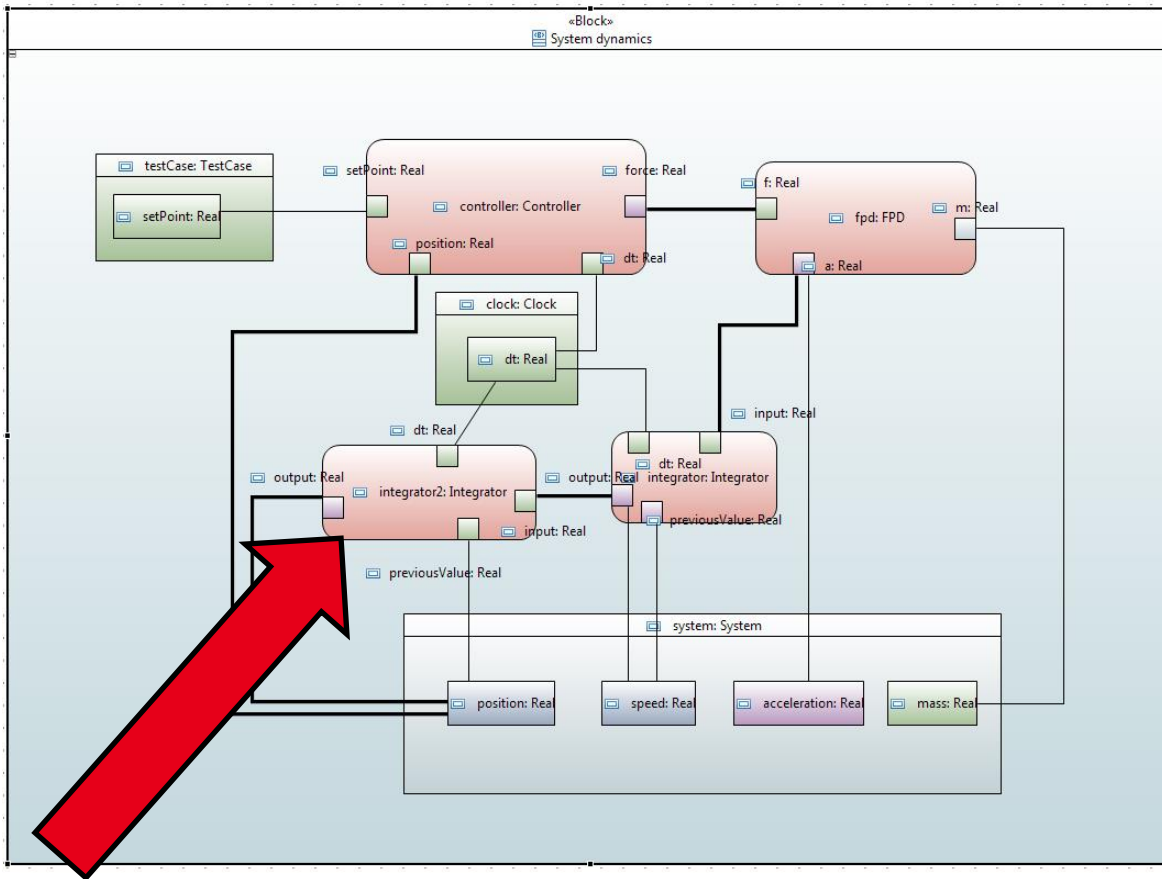 «Block»
System dynamics
testCase: TestCase
setPoint: Real
setPoint: Real
force: Real
controller: Controller
position: Real
dt: Real
f: Real
fpd: FPD
m: Real
a: Real
clock: Clock
dt: Real
input: Real
dt: Real
output: Real
integrator2: Integrator
input: Real
previousValue: Real
dt: Real
output: Real
integrator: Integrator
previousValue: Real
system: System
position: Real
speed: Real
acceleration: Real
mass: Real